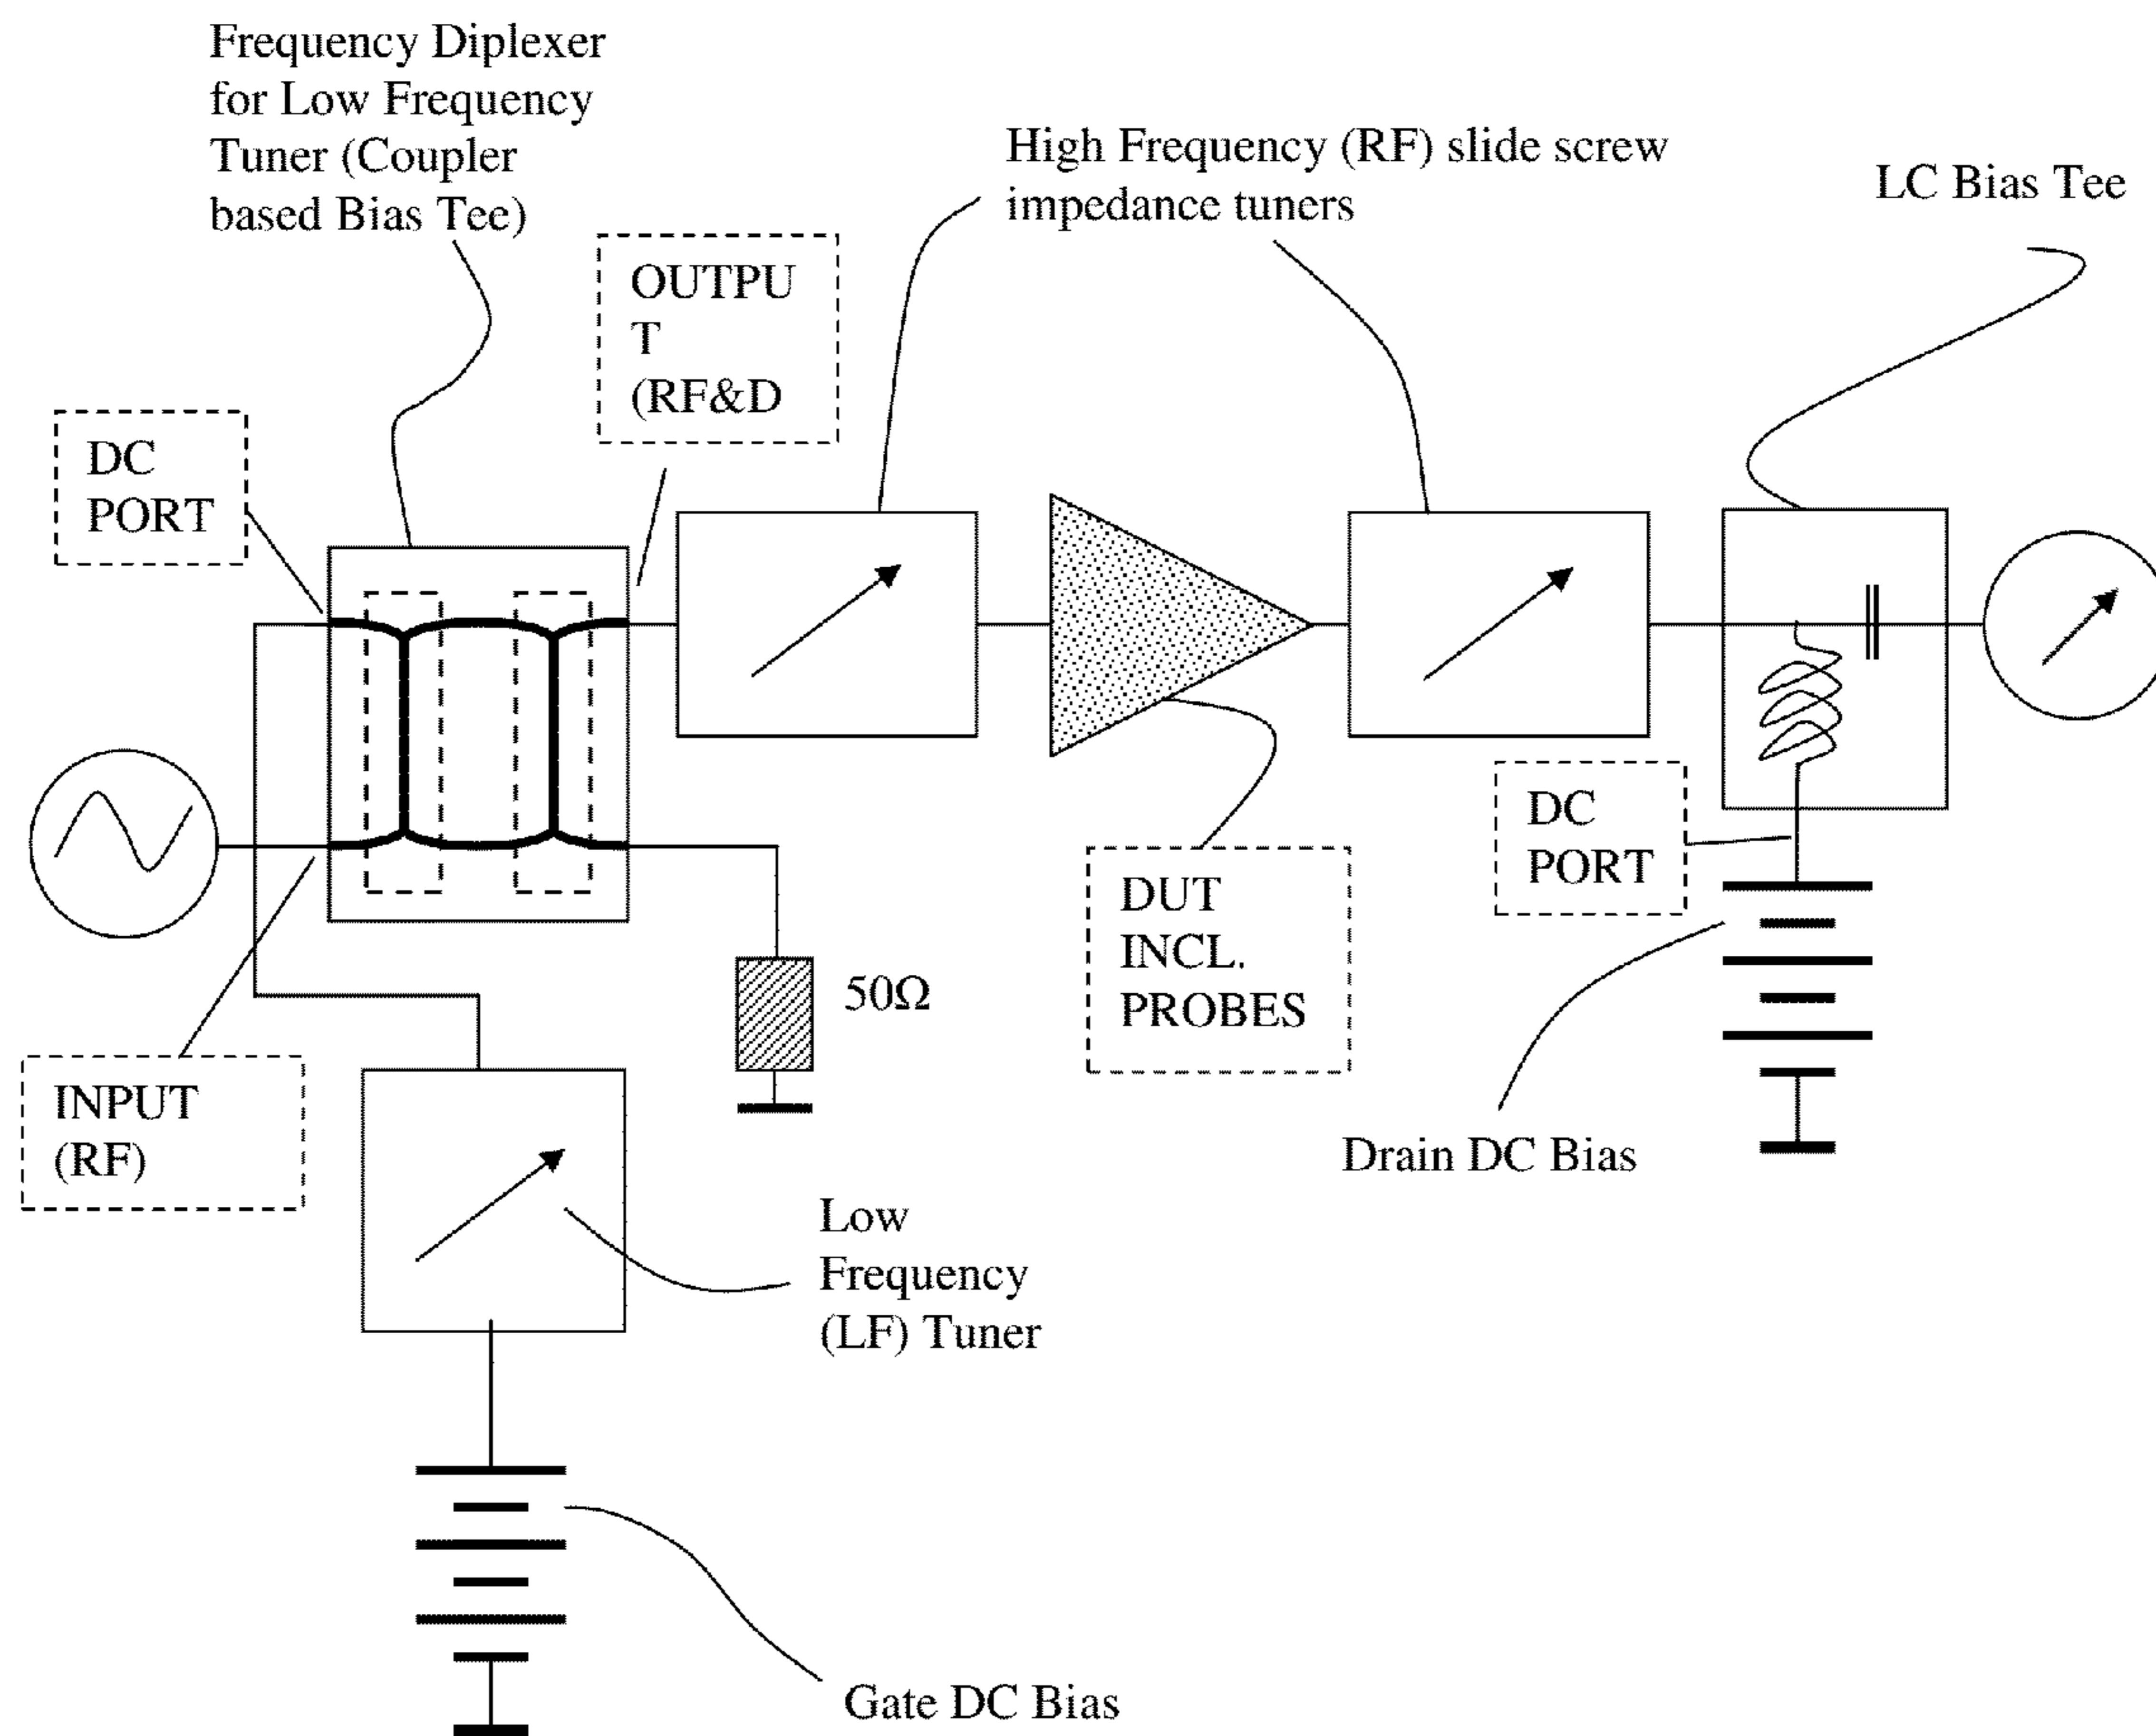 Frequency Diplexer
for Low Frequency
Tuner (Coupler
based Bias Tee)
High Frequency (RF) slide screw
impedance tuners
LC Bias Tee
OUTPU
T
(RF&D
DC
PORT
DC
PORT
DUT
INCL.
PROBES
50Ω
INPUT
(RF)
Drain DC Bias
Low
Frequency
(LF) Tuner
Gate DC Bias